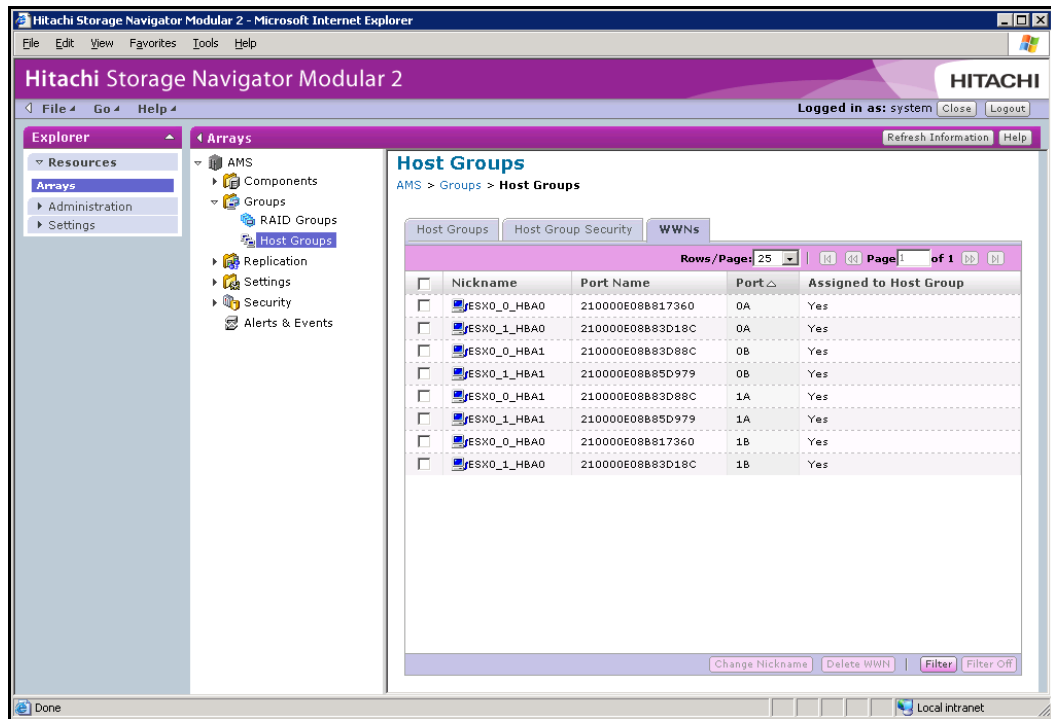 Hitachi Storage Navigator Modular 2 - Microsoft Internet Explorer
File Edit View Favorites Tools Help
Hitachi Storage Navigator Modular 2
HITACHI
File Go Help
Logged in as: system Close Logout
Explorer
Arrays
Refresh Information Help
Resources
Arrays
Administration
Settings
AMS
Components
Groups
RAID Groups
Host Groups
Replication
Settings
Security
Alerts & Events
Host Groups
AMS > Groups > Host Groups
Host Groups Host Group Security WWNs
Rows/Page: 25 Page 1 of 1
Nickname Port Name Port Assigned to Host Group
ESX0_0_HBA0 210000E08B817360 0A Yes
ESX0_1_HBA0 210000E08B83D18C 0A Yes
ESX0_0_HBA1 210000E08B83D88C 0B Yes
ESX0_1_HBA1 210000E08B85D979 0B Yes
ESX0_0_HBA1 210000E08B83D88C 1A Yes
ESX0_1_HBA1 210000E08B85D979 1A Yes
ESX0_0_HBA0 210000E08B817360 1B Yes
ESX0_1_HBA0 210000E08B83D18C 1B Yes
Change Nickname Delete WWN | Filter Filter Off
Done
Local intranet